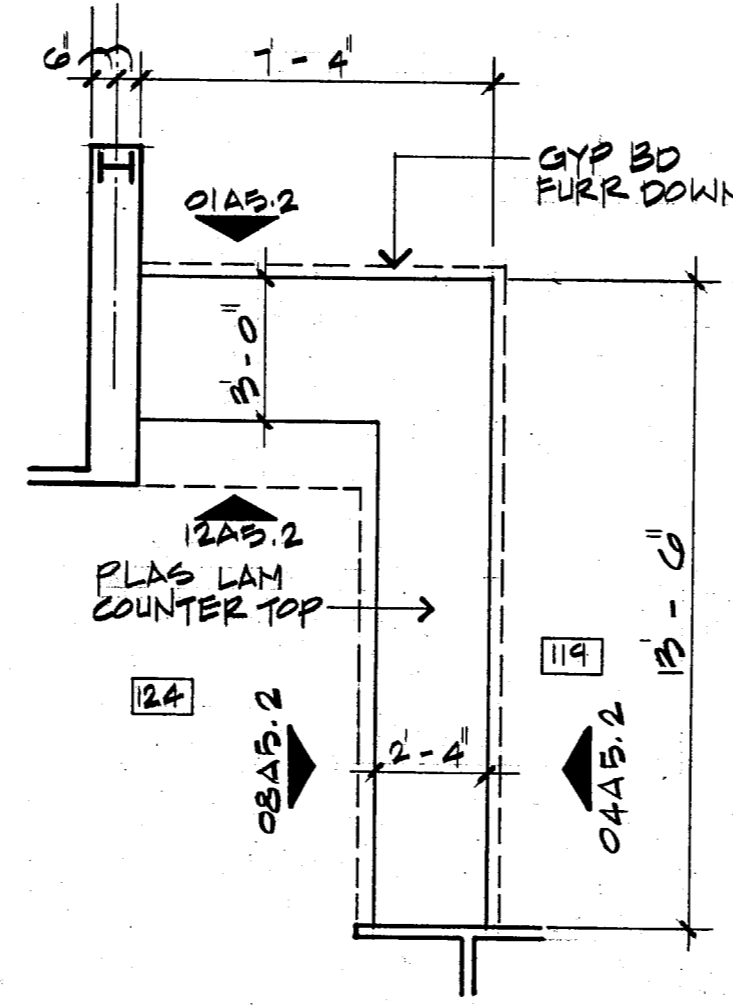 6"
7'-4"
GYP BD
FURR DOWN
01A5.2
3'-0"
12A5.2
PLAS LAM
COUNTER TOP
13'-6"
119
124
08A5.2
2'-4"
04A5.2